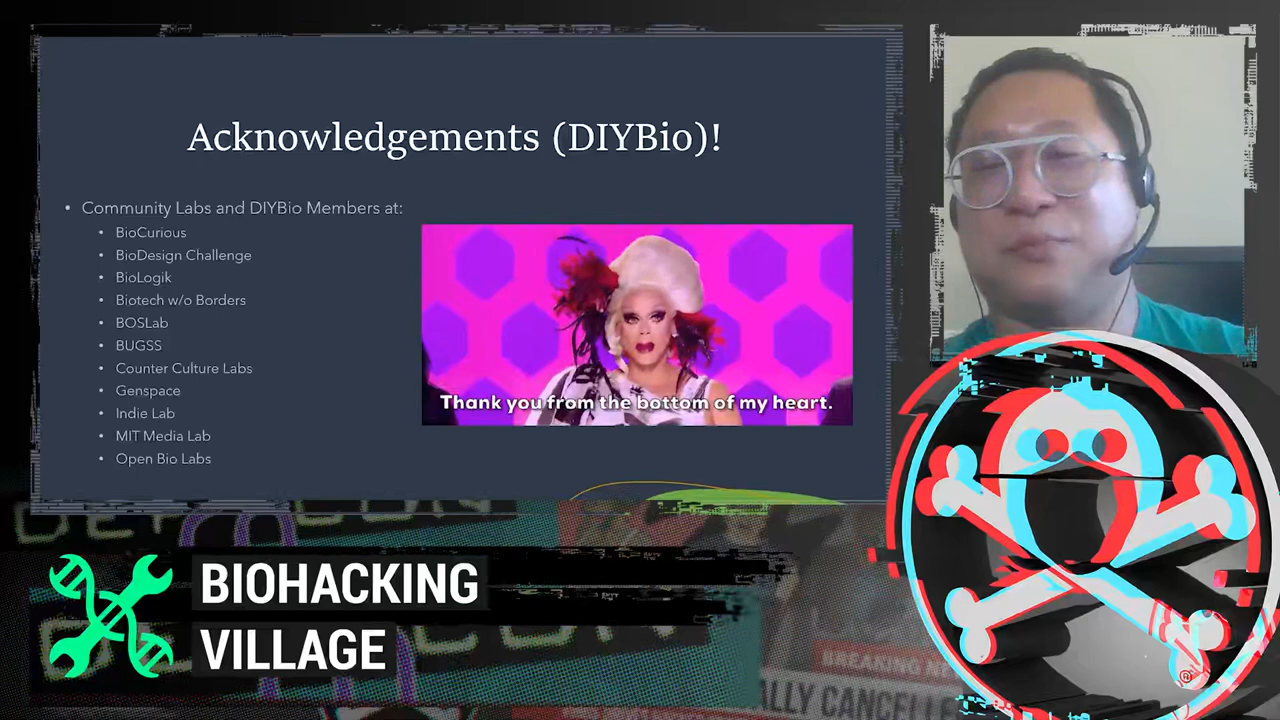 Acknowledgements (DIYBio)!
• Community Labs and DIYBio Members at:
• BioCurious
• BioDesign Challenge
• BioLogik
• Biotech w/o Borders
• BOSLab
• BUGSS
• Counter Culture Labs
• Genspace
• Indie Lab
• MIT Media Lab
• Open Bio Labs
Thank you from the bottom of my heart.
BIOHACKING
VILLAGE
BREAKING
ALLY CANCELLE
®